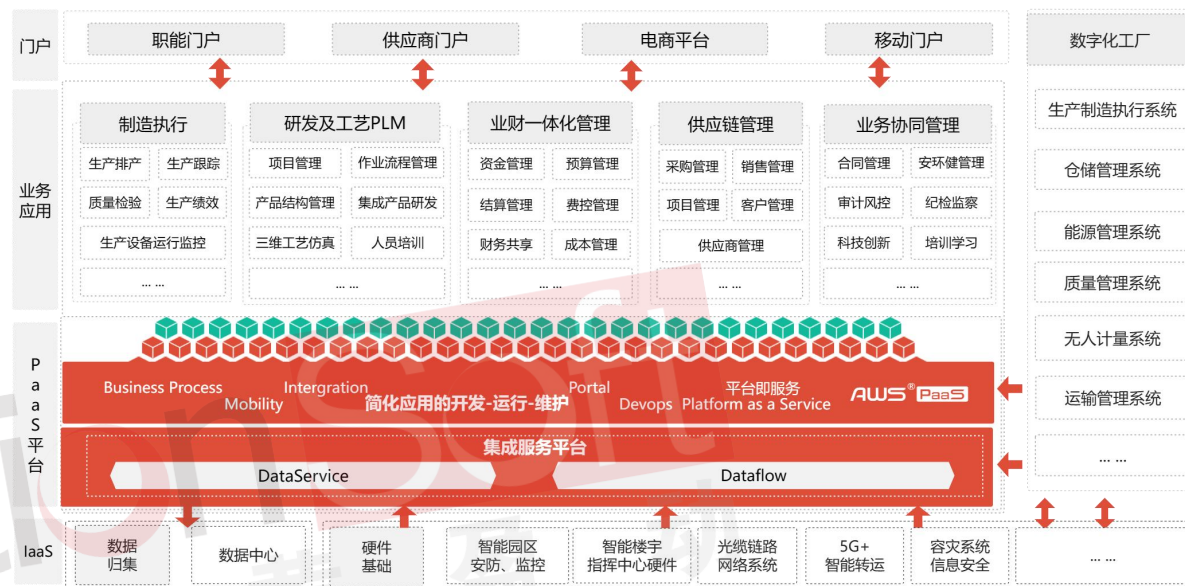 门户
职能门户
供应商门户
电商平台
移动门户
数字化工厂
业务
应用
制造执行
研发及工艺PLM
业财一体化管理
供应链管理
业务协同管理
生产排产
生产跟踪
项目管理
作业流程管理
资金管理
预算管理
采购管理
销售管理
合同管理
安环健管理
质量检验
生产绩效
产品结构管理
集成产品研发
结算管理
费控管理
项目管理
客户管理
审计风控
纪检监察
生产设备运行监控
三维工艺仿真
人员培训
财务共享
成本管理
供应商管理
科技创新
培训学习
... ...
... ...
... ...
... ...
... ...
生产制造执行系统
仓储管理系统
能源管理系统
质量管理系统
无人计量系统
运输管理系统
... ...
PaaS平台
Business Process
Intergration
Portal
平台即服务
AWS® PaaS
Mobility
简化应用的开发-运行-维护
Devops
Platform as a Service
集成服务平台
DataService
Dataflow
IaaS
数据
归集
数据中心
硬件
基础
智能园区
安防、监控
智能楼宇
指挥中心硬件
光缆链路
网络系统
5G+
智能转运
容灾系统
信息安全
... ...
tionSoft
动